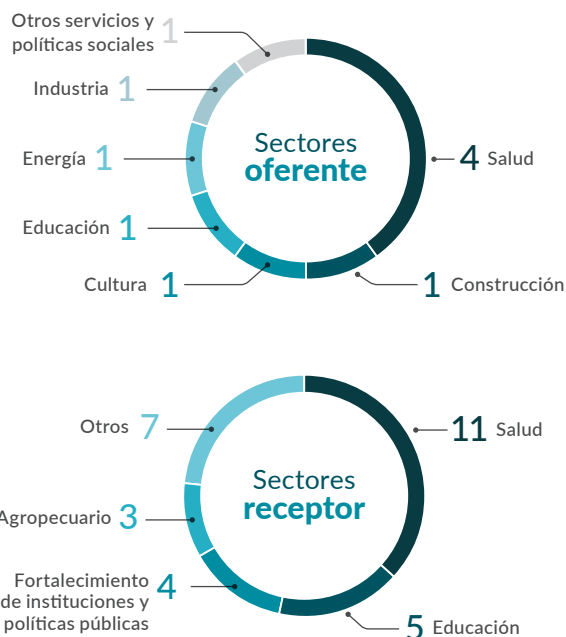 Otros servicios y
políticas sociales 1
Industria 1
Energía 1
Educación 1
Cultura 1
Sectores
oferente
4 Salud
1 Construcción
Otros 7
Agropecuario 3
Fortalecimiento
de instituciones y
políticas públicas 4
Sectores
receptor
11 Salud
5 Educación